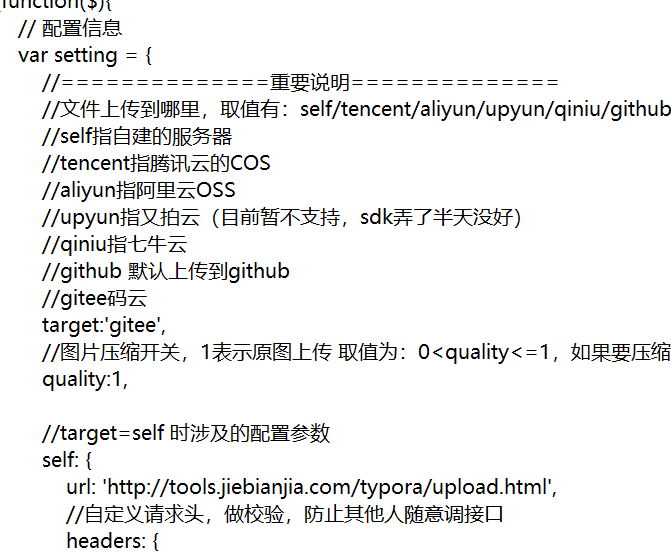 (function($){
// 配置信息
var setting = {
//==============重要说明==============
//文件上传到哪里，取值有：self/tencent/aliyun/upyun/qiniu/github
//self指自建的服务器
//tencent指腾讯云的COS
//aliyun指阿里云OSS
//upyun指又拍云（目前暂不支持，sdk弄了半天没好）
//qiniu指七牛云
//github 默认上传到github
//gitee码云
target:'gitee',
//图片压缩开关，1表示原图上传 取值为：0<quality<=1，如果要压缩
quality:1,
//target=self 时涉及的配置参数
self: {
url: 'http://tools.jiebianjia.com/typora/upload.html',
//自定义请求头，做校验，防止其他人随意调接口
headers: {